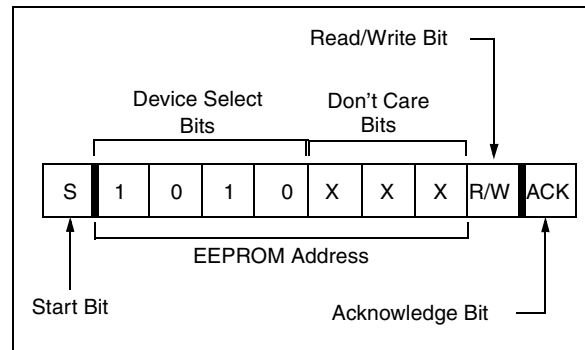 Read/Write Bit
Device Select
Bits
Don't Care
Bits
S 1 0 1 0 X X X R/W ACK
EEPROM Address
Start Bit
Acknowledge Bit